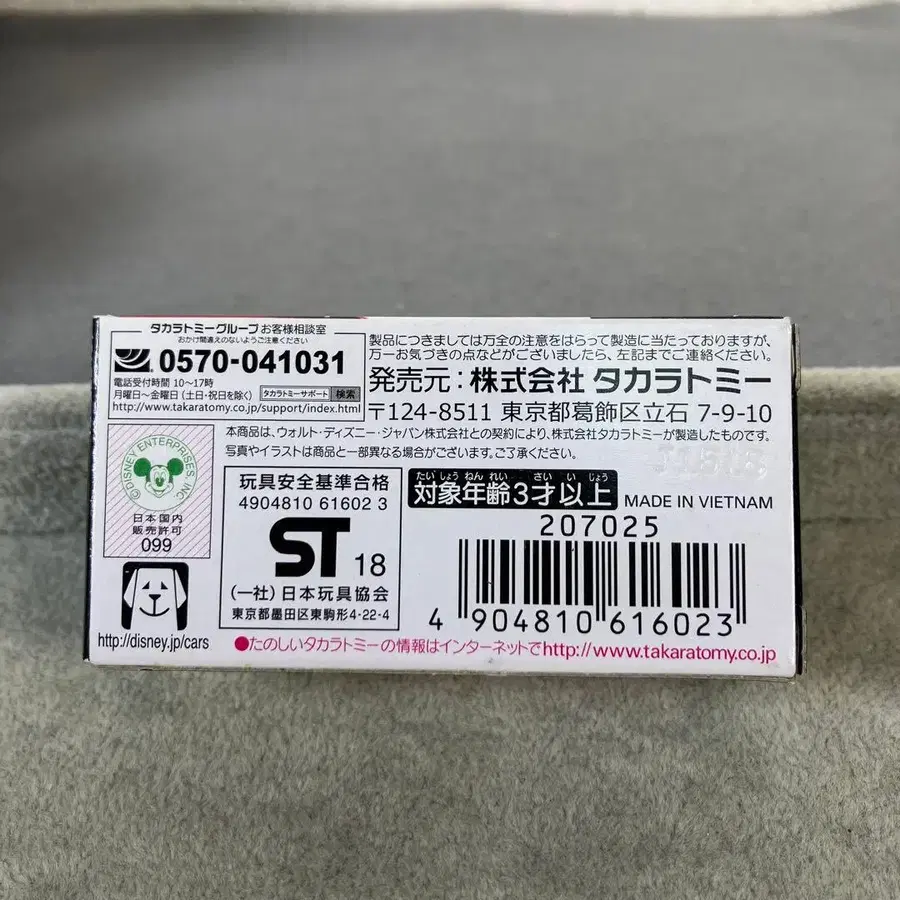 タカラトミーグループ お客様相談室
おかけ間違えのないようご注意ください
0570-041031
電話受付時間 10〜17時
月曜日〜金曜日 (土・日・祝日を除く) タカラトミーサポート 検索
http://www.takaratomy.co.jp/support/index.html
製品につきましては万全の注意をはらって製造に当たっておりますが、
万一お気づきの点などがございましたら、左記までご連絡ください。
発売元:株式会社 タカラトミー
〒124-8511 東京都葛飾区立石 7-9-10
本商品は、ウォルト・ディズニー・ジャパン株式会社との契約により、株式会社タカラトミーが製造したものです。
写真やイラストは商品と一部異なる場合がございます。ご了承ください。
©DISNEY ENTERPRISES INC
日本国内
販売許可
099
http://disney.jp/cars
玩具安全基準合格
4904810 61602 3
ST 18
(一社)日本玩具協会
東京都墨田区東駒形4-22-4
たいしょうねんれい さい いじょう
対象年齢3才以上
MADE IN VIETNAM
207025
4 904810 616023
●たのしいタカラトミーの情報はインターネットでhttp://www.takaratomy.co.jp